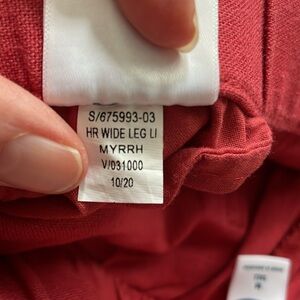 S/675993-03
HR WIDE LEG LI
MYRRH
V/031000
10/20